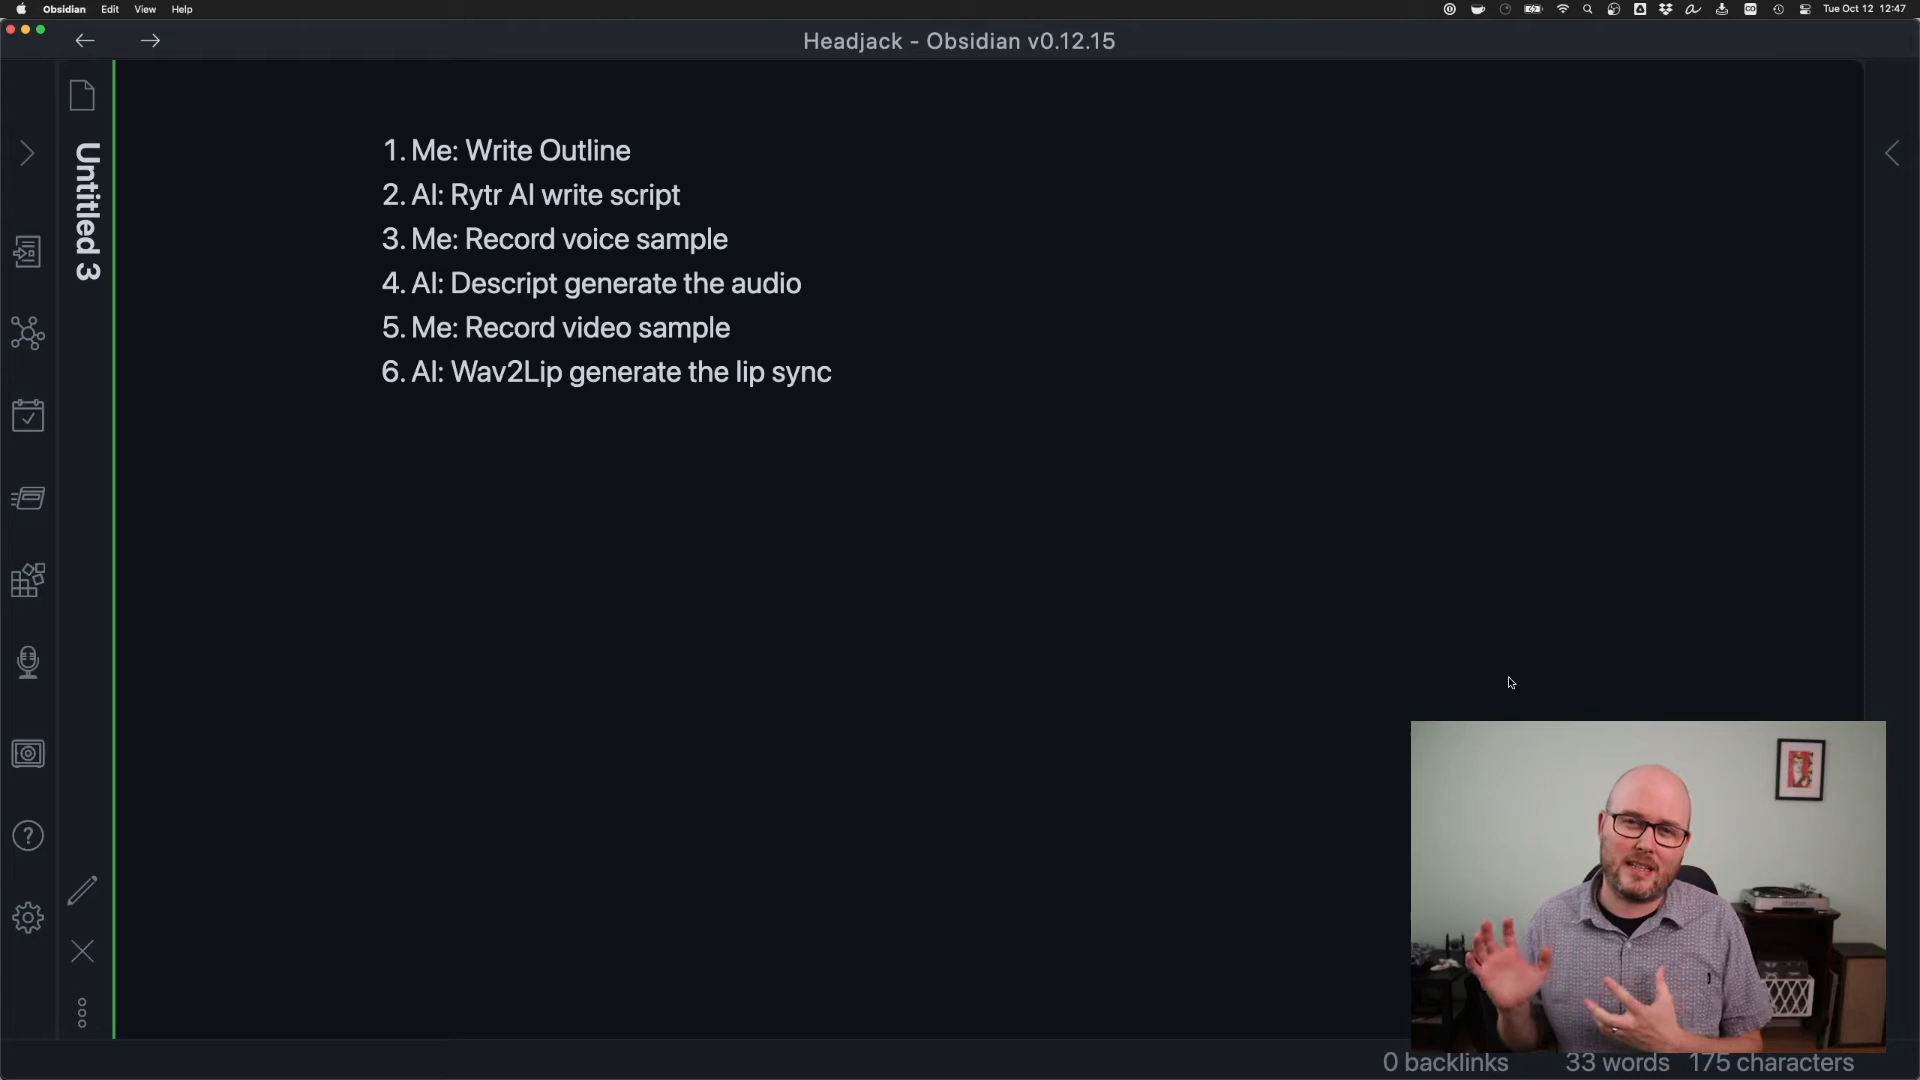 Obsidian Edit View Help
Tue Oct 12 12:47
Headjack - Obsidian v0.12.15
Untitled 3
1. Me: Write Outline
2. AI: Rytr AI write script
3. Me: Record voice sample
4. AI: Descript generate the audio
5. Me: Record video sample
6. AI: Wav2Lip generate the lip sync
0 backlinks 33 words 175 characters